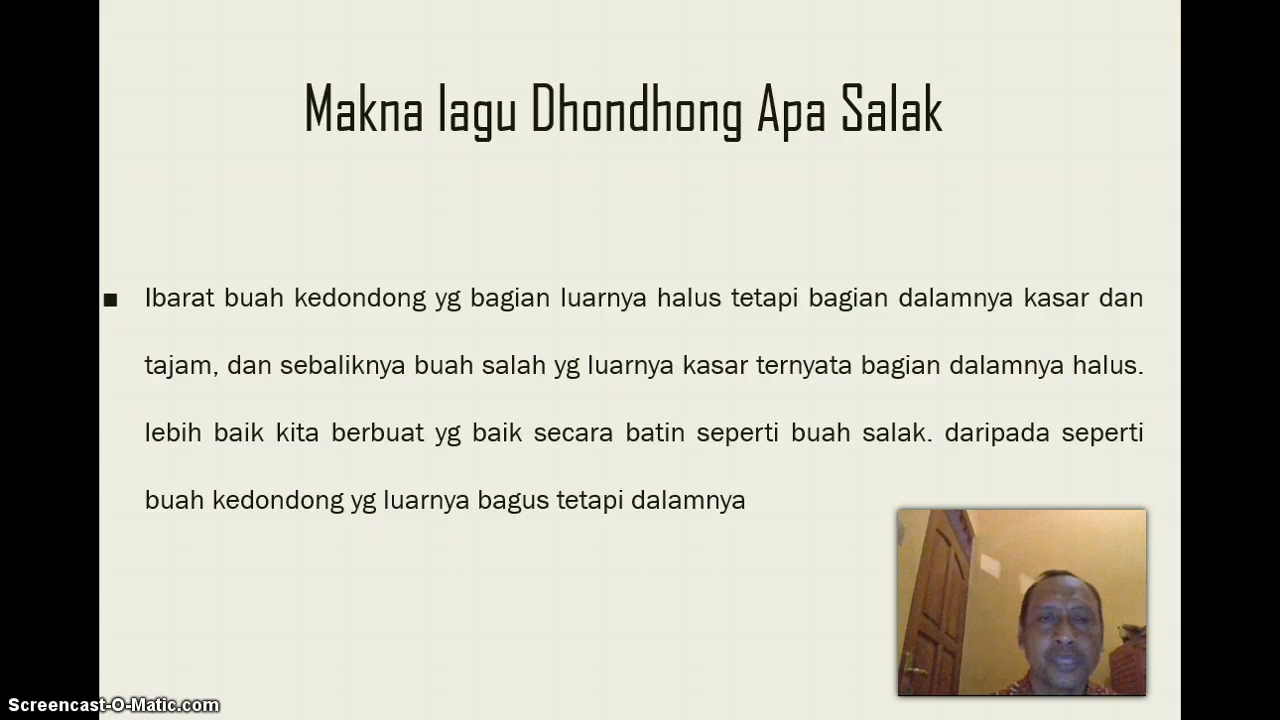 Makna lagu Dhondhong Apa Salak
▪ Ibarat buah kedondong yg bagian luarnya halus tetapi bagian dalamnya kasar dan
tajam, dan sebaliknya buah salah yg luarnya kasar ternyata bagian dalamnya halus.
lebih baik kita berbuat yg baik secara batin seperti buah salak. daripada seperti
buah kedondong yg luarnya bagus tetapi dalamnya
Screencast-O-Matic.com